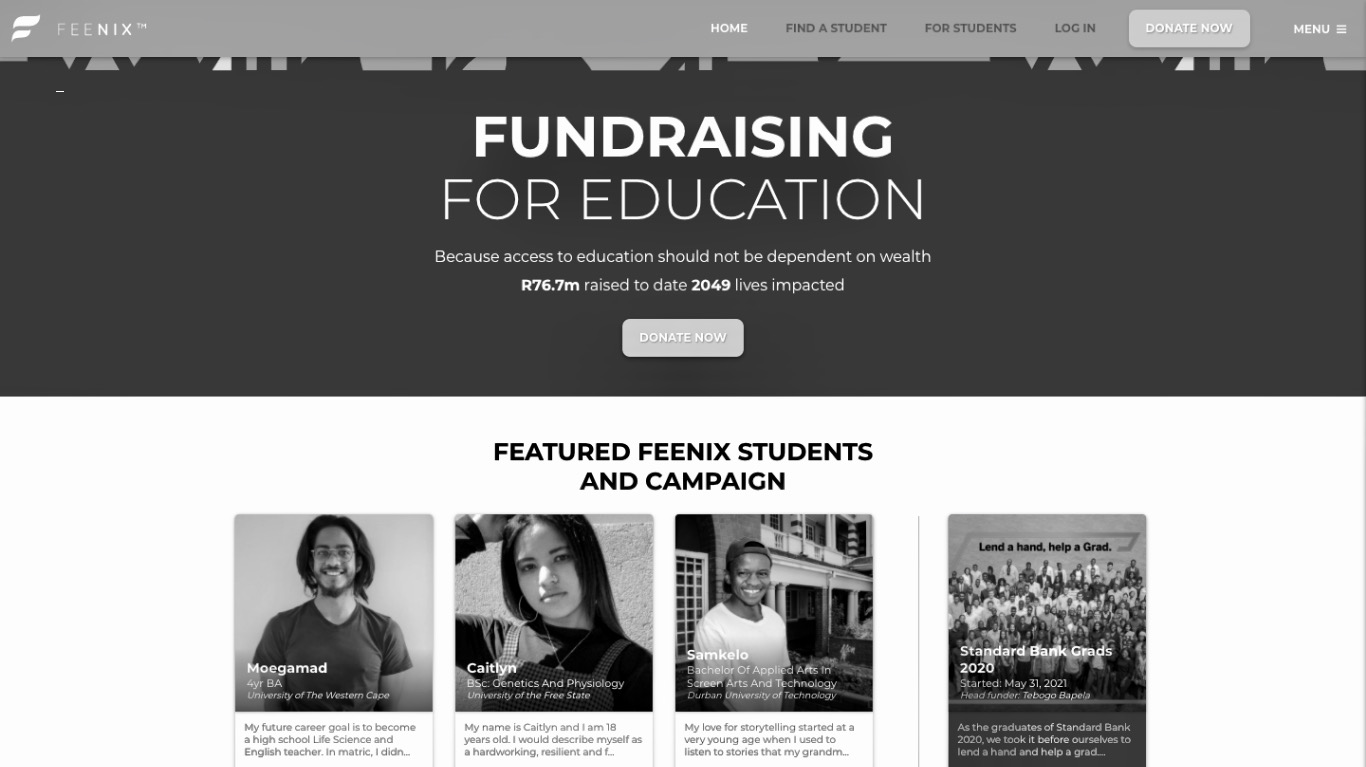 FEENIX™
HOME
FIND A STUDENT
FOR STUDENTS
LOG IN
DONATE NOW
MENU
FUNDRAISING
FOR EDUCATION
Because access to education should not be dependent on wealth
R76.7m raised to date 2049 lives impacted
DONATE NOW
FEATURED FEENIX STUDENTS
AND CAMPAIGN
Moegamad
4yr BA
University of The Western Cape
My future career goal is to become
a high school Life Science and
English teacher. In matric, I didn...
Caitlyn
BSc: Genetics And Physiology
University of the Free State
My name is Caitlyn and I am 18
years old. I would describe myself as
a hardworking, resilient and f...
Samkelo
Bachelor Of Applied Arts In
Screen Arts And Technology
Durban University of Technology
My love for storytelling started at a
very young age when I used to
listen to stories that my grandm...
Lend a hand, help a Grad.
Standard Bank Grads
2020
Started: May 31, 2021
Head funder: Tebogo Bapela
As the graduates of Standard Bank
2020, we took it before ourselves to
lend a hand and help a grad....